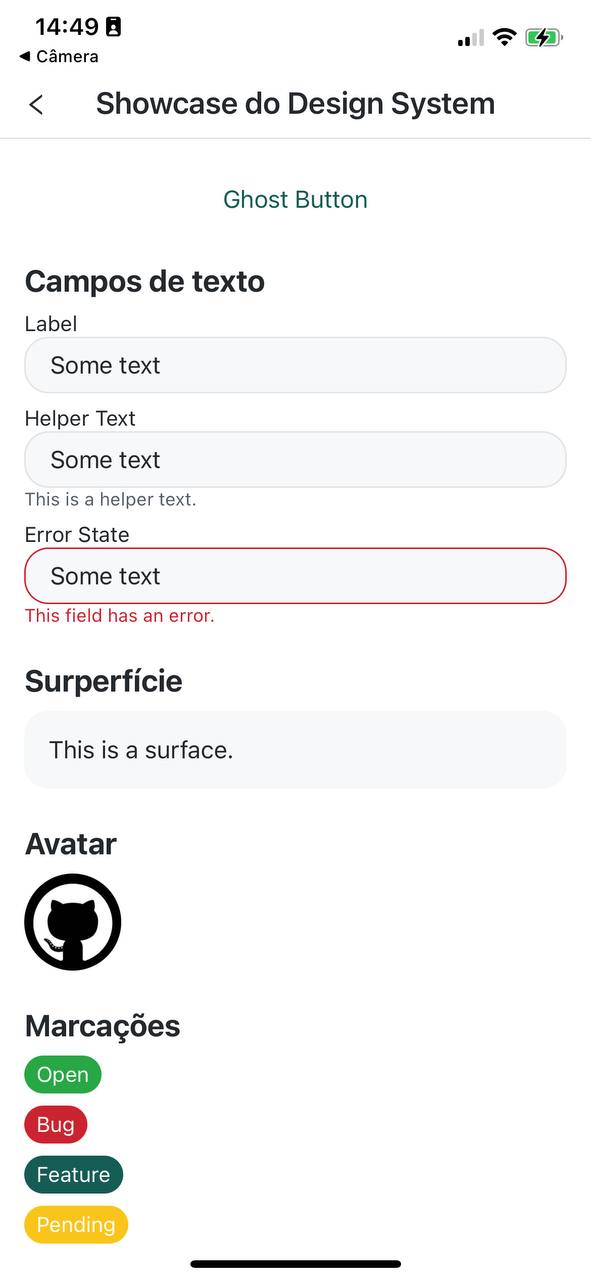 14:49
◀ Câmera
Showcase do Design System
Ghost Button
Campos de texto
Label
Some text
Helper Text
Some text
This is a helper text.
Error State
Some text
This field has an error.
Surperfície
This is a surface.
Avatar
Marcações
Open
Bug
Feature
Pending